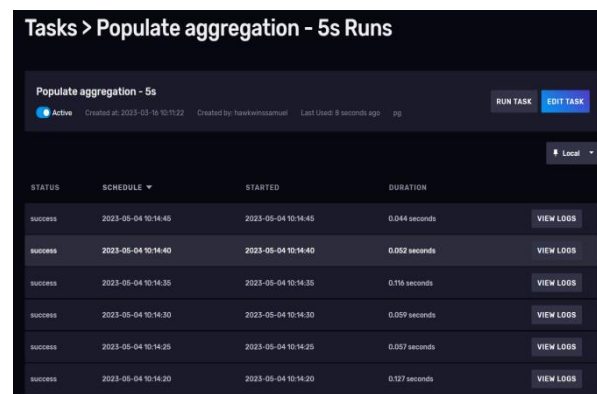 Tasks > Populate aggregation - 5s Runs
Populate aggregation - 5s
Active Created at: 2023-03-16 10:11:22 Created by: hawkwinssamuel Last Used: 8 seconds ago pg
RUN TASK EDIT TASK
Local
STATUS SCHEDULE STARTED DURATION
success 2023-05-04 10:14:45 2023-05-04 10:14:45 0.044 seconds VIEW LOGS
success 2023-05-04 10:14:40 2023-05-04 10:14:40 0.052 seconds VIEW LOGS
success 2023-05-04 10:14:35 2023-05-04 10:14:35 0.116 seconds VIEW LOGS
success 2023-05-04 10:14:30 2023-05-04 10:14:30 0.059 seconds VIEW LOGS
success 2023-05-04 10:14:25 2023-05-04 10:14:25 0.057 seconds VIEW LOGS
success 2023-05-04 10:14:20 2023-05-04 10:14:20 0.127 seconds VIEW LOGS